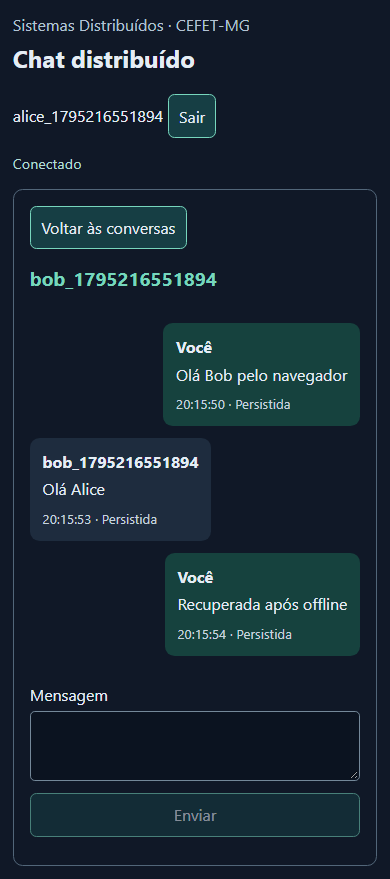 Sistemas Distribuídos · CEFET-MG
Chat distribuído
alice_1795216551894 Sair
Conectado
Voltar às conversas
bob_1795216551894
Você
Olá Bob pelo navegador
20:15:50 · Persistida
bob_1795216551894
Olá Alice
20:15:53 · Persistida
Você
Recuperada após offline
20:15:54 · Persistida
Mensagem
Enviar